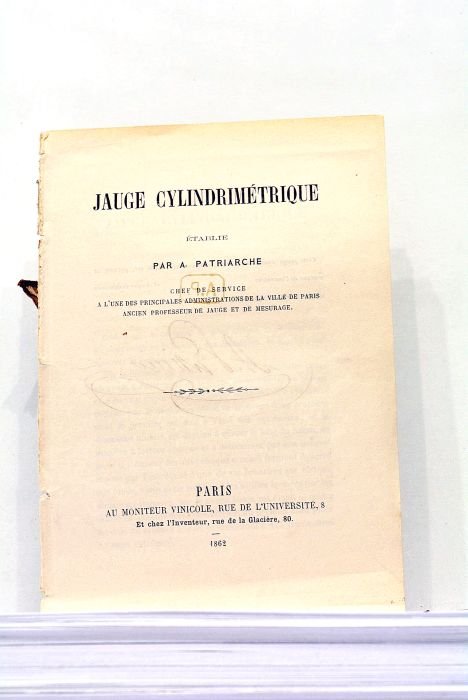 JAUGE CYLINDRIMÉTRIQUE
ÉTABLIE
PAR A. PATRIARCHE
CHEF DE SERVICE
A L'UNE DES PRINCIPALES ADMINISTRATIONS DE LA VILLE DE PARIS
ANCIEN PROFESSEUR DE JAUGE ET DE MESURAGE.
PARIS
AU MONITEUR VINICOLE, RUE DE L'UNIVERSITE, 8
Et chez l'Inventeur, rue de la Glacière, 80.
1862